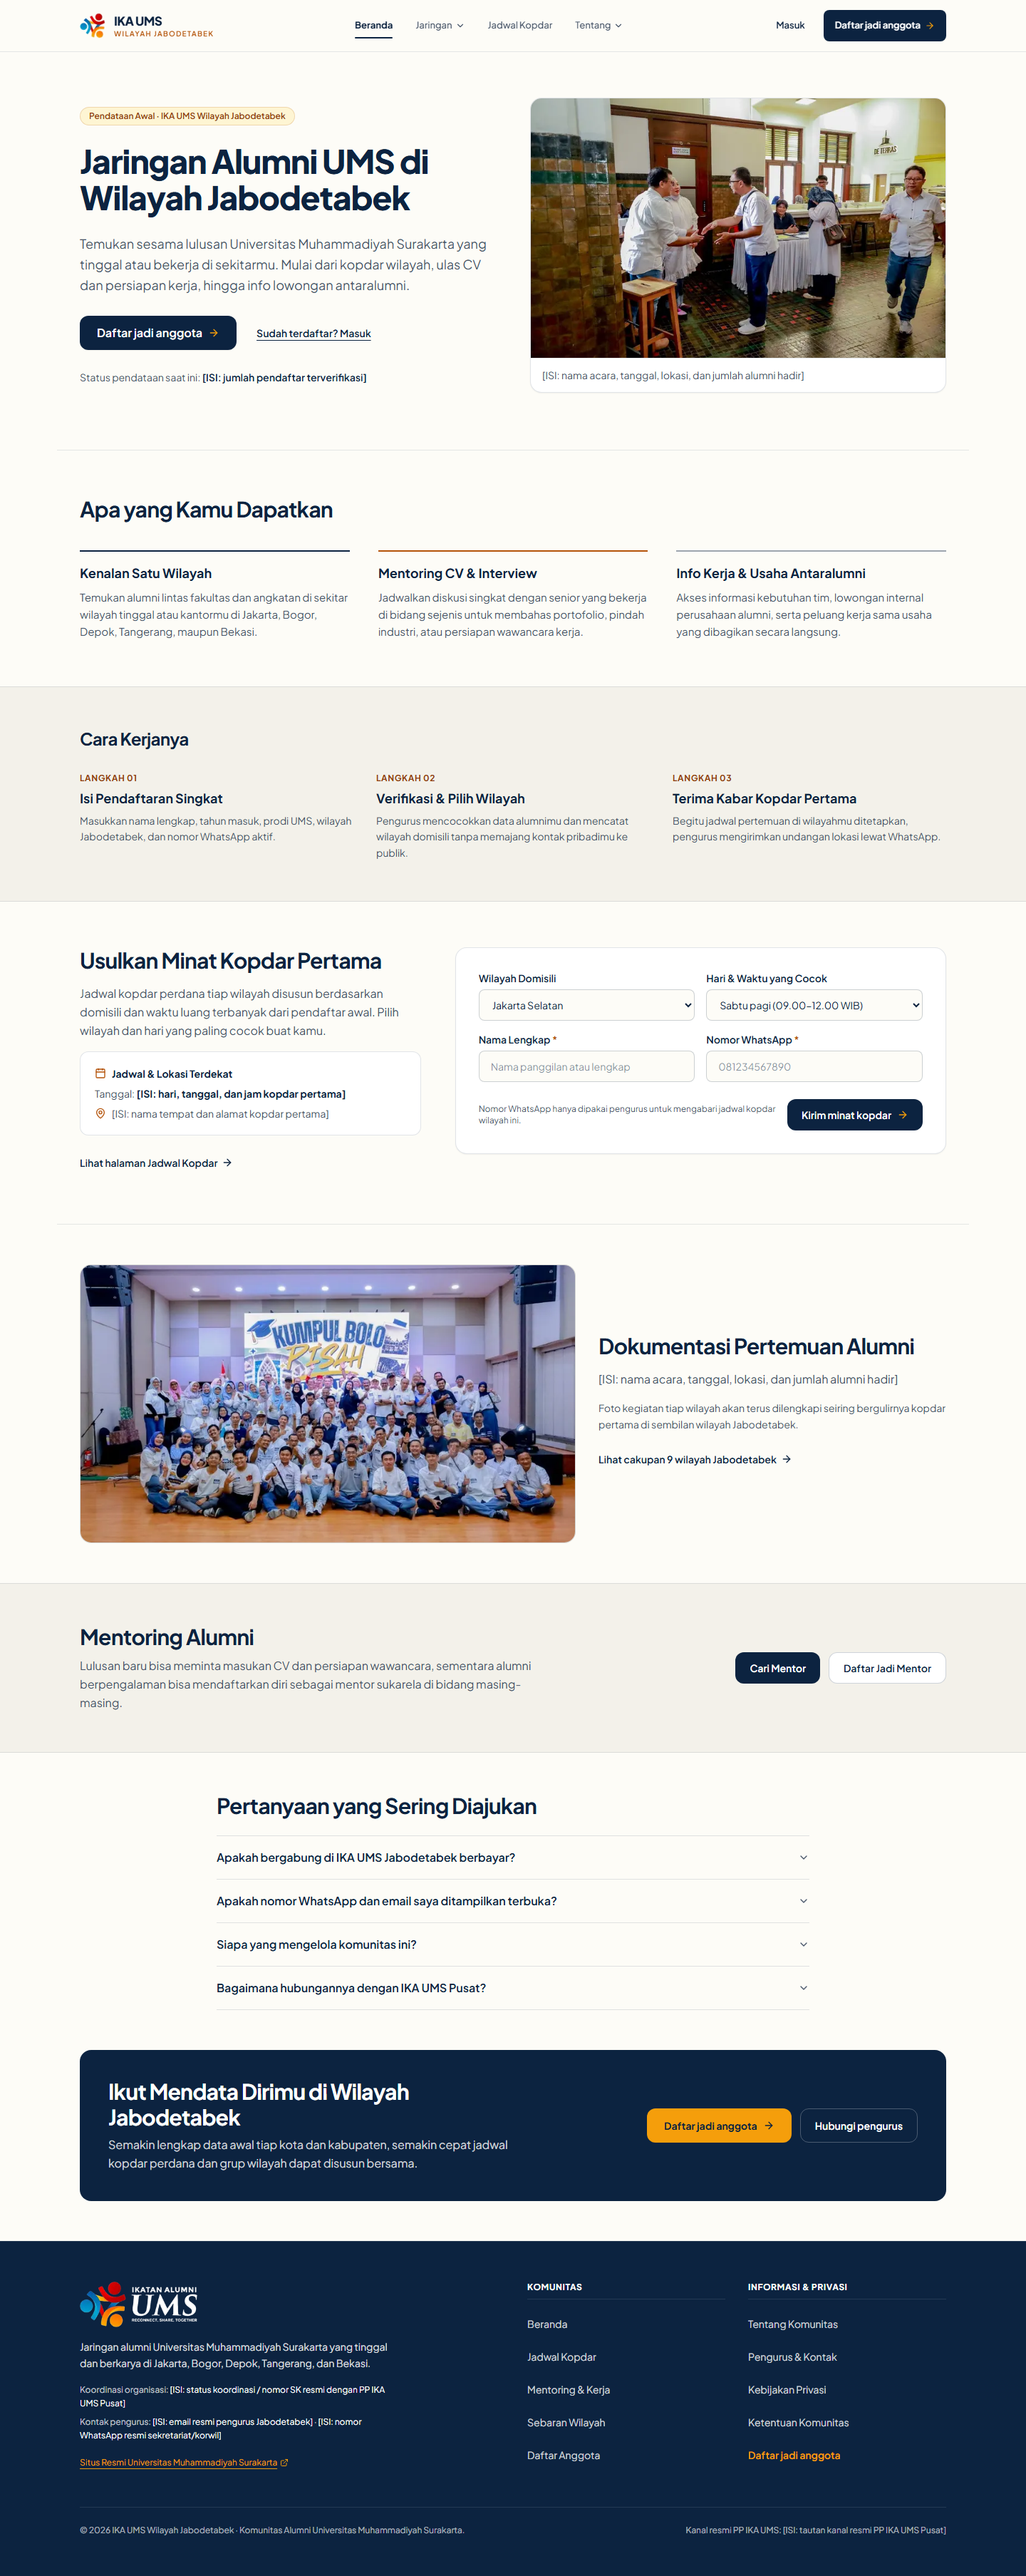 IKA UMS
WILAYAH JABODETABEK
Beranda
Jaringan
Jadwal Kopdar
Tentang
Masuk
Daftar jadi anggota
Pendataan Awal · IKA UMS Wilayah Jabodetabek
Jaringan Alumni UMS di
Wilayah Jabodetabek
Temukan sesama lulusan Universitas Muhammadiyah Surakarta yang
tinggal atau bekerja di sekitarmu. Mulai dari kopdar wilayah, ulas CV
dan persiapan kerja, hingga info lowongan antaralumni.
Daftar jadi anggota
Sudah terdaftar? Masuk
Status pendataan saat ini: [ISI: jumlah pendaftar terverifikasi]
DE TERRAS
[ISI: nama acara, tanggal, lokasi, dan jumlah alumni hadir]
Apa yang Kamu Dapatkan
Kenalan Satu Wilayah
Temukan alumni lintas fakultas dan angkatan di sekitar
wilayah tinggal atau kantormu di Jakarta, Bogor,
Depok, Tangerang, maupun Bekasi.
Mentoring CV & Interview
Jadwalkan diskusi singkat dengan senior yang bekerja
di bidang sejenis untuk membahas portofolio, pindah
industri, atau persiapan wawancara kerja.
Info Kerja & Usaha Antaralumni
Akses informasi kebutuhan tim, lowongan internal
perusahaan alumni, serta peluang kerja sama usaha
yang dibagikan secara langsung.
Cara Kerjanya
LANGKAH 01
Isi Pendaftaran Singkat
Masukkan nama lengkap, tahun masuk, prodi UMS, wilayah
Jabodetabek, dan nomor WhatsApp aktif.
LANGKAH 02
Verifikasi & Pilih Wilayah
Pengurus mencocokkan data alumnimu dan mencatat
wilayah domisili tanpa memajang kontak pribadimu ke
publik.
LANGKAH 03
Terima Kabar Kopdar Pertama
Begitu jadwal pertemuan di wilayahmu ditetapkan,
pengurus mengirimkan undangan lokasi lewat WhatsApp.
Usulkan Minat Kopdar Pertama
Jadwal kopdar perdana tiap wilayah disusun berdasarkan
domisili dan waktu luang terbanyak dari pendaftar awal. Pilih
wilayah dan hari yang paling cocok buat kamu.
Jadwal & Lokasi Terdekat
Tanggal: [ISI: hari, tanggal, dan jam kopdar pertama]
[ISI: nama tempat dan alamat kopdar pertama]
Lihat halaman Jadwal Kopdar
Wilayah Domisili
Jakarta Selatan
Hari & Waktu yang Cocok
Sabtu pagi (09.00–12.00 WIB)
Nama Lengkap *
Nama panggilan atau lengkap
Nomor WhatsApp *
081234567890
Nomor WhatsApp hanya dipakai pengurus untuk mengabari jadwal kopdar
wilayah ini.
Kirim minat kopdar
KUMPUL BOLO
PISAH
Dokumentasi Pertemuan Alumni
[ISI: nama acara, tanggal, lokasi, dan jumlah alumni hadir]
Foto kegiatan tiap wilayah akan terus dilengkapi seiring bergulirnya kopdar
pertama di sembilan wilayah Jabodetabek.
Lihat cakupan 9 wilayah Jabodetabek
Mentoring Alumni
Lulusan baru bisa meminta masukan CV dan persiapan wawancara, sementara alumni
berpengalaman bisa mendaftarkan diri sebagai mentor sukarela di bidang masing-
masing.
Cari Mentor
Daftar Jadi Mentor
Pertanyaan yang Sering Diajukan
Apakah bergabung di IKA UMS Jabodetabek berbayar?
Apakah nomor WhatsApp dan email saya ditampilkan terbuka?
Siapa yang mengelola komunitas ini?
Bagaimana hubungannya dengan IKA UMS Pusat?
Ikut Mendata Dirimu di Wilayah
Jabodetabek
Semakin lengkap data awal tiap kota dan kabupaten, semakin cepat jadwal
kopdar perdana dan grup wilayah dapat disusun bersama.
Daftar jadi anggota
Hubungi pengurus
IKATAN ALUMNI
UMS
RECONNECT, SHARE, TOGETHER
Jaringan alumni Universitas Muhammadiyah Surakarta yang tinggal
dan berkarya di Jakarta, Bogor, Depok, Tangerang, dan Bekasi.
Koordinasi organisasi: [ISI: status koordinasi / nomor SK resmi dengan PP IKA
UMS Pusat]
Kontak pengurus: [ISI: email resmi pengurus Jabodetabek] · [ISI: nomor
WhatsApp resmi sekretariat/korwil]
Situs Resmi Universitas Muhammadiyah Surakarta
KOMUNITAS
Beranda
Jadwal Kopdar
Mentoring & Kerja
Sebaran Wilayah
Daftar Anggota
INFORMASI & PRIVASI
Tentang Komunitas
Pengurus & Kontak
Kebijakan Privasi
Ketentuan Komunitas
Daftar jadi anggota
© 2026 IKA UMS Wilayah Jabodetabek · Komunitas Alumni Universitas Muhammadiyah Surakarta.
Kanal resmi PP IKA UMS: [ISI: tautan kanal resmi PP IKA UMS Pusat]